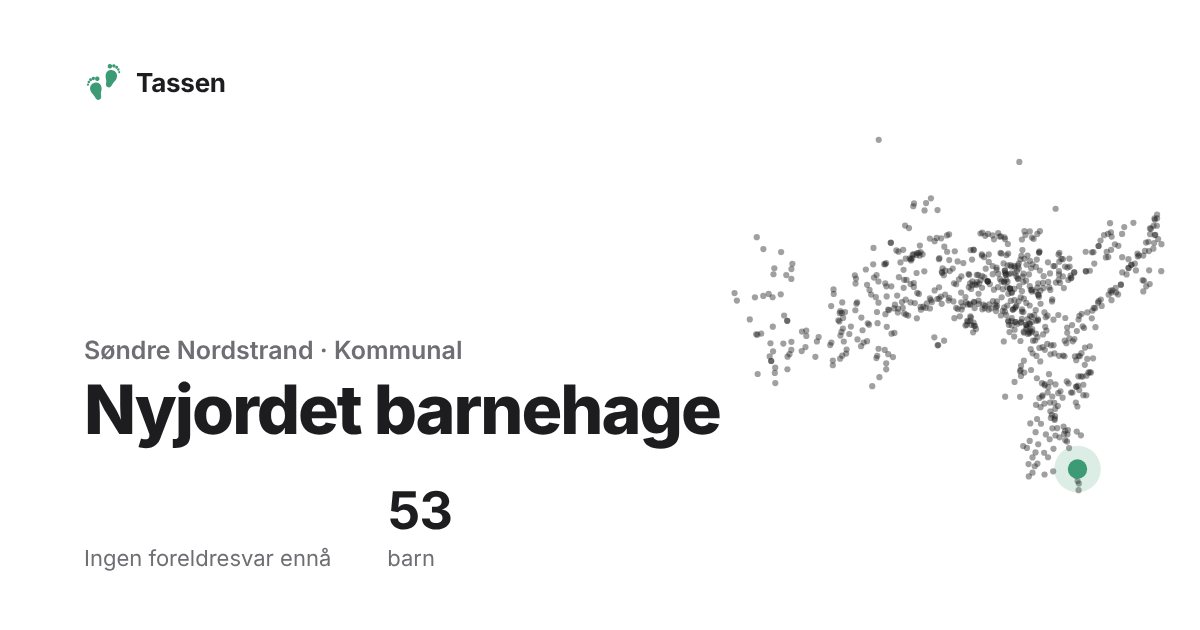 Tassen
Søndre Nordstrand · Kommunal
Nyjordet barnehage
53
Ingen foreldresvar ennå
barn